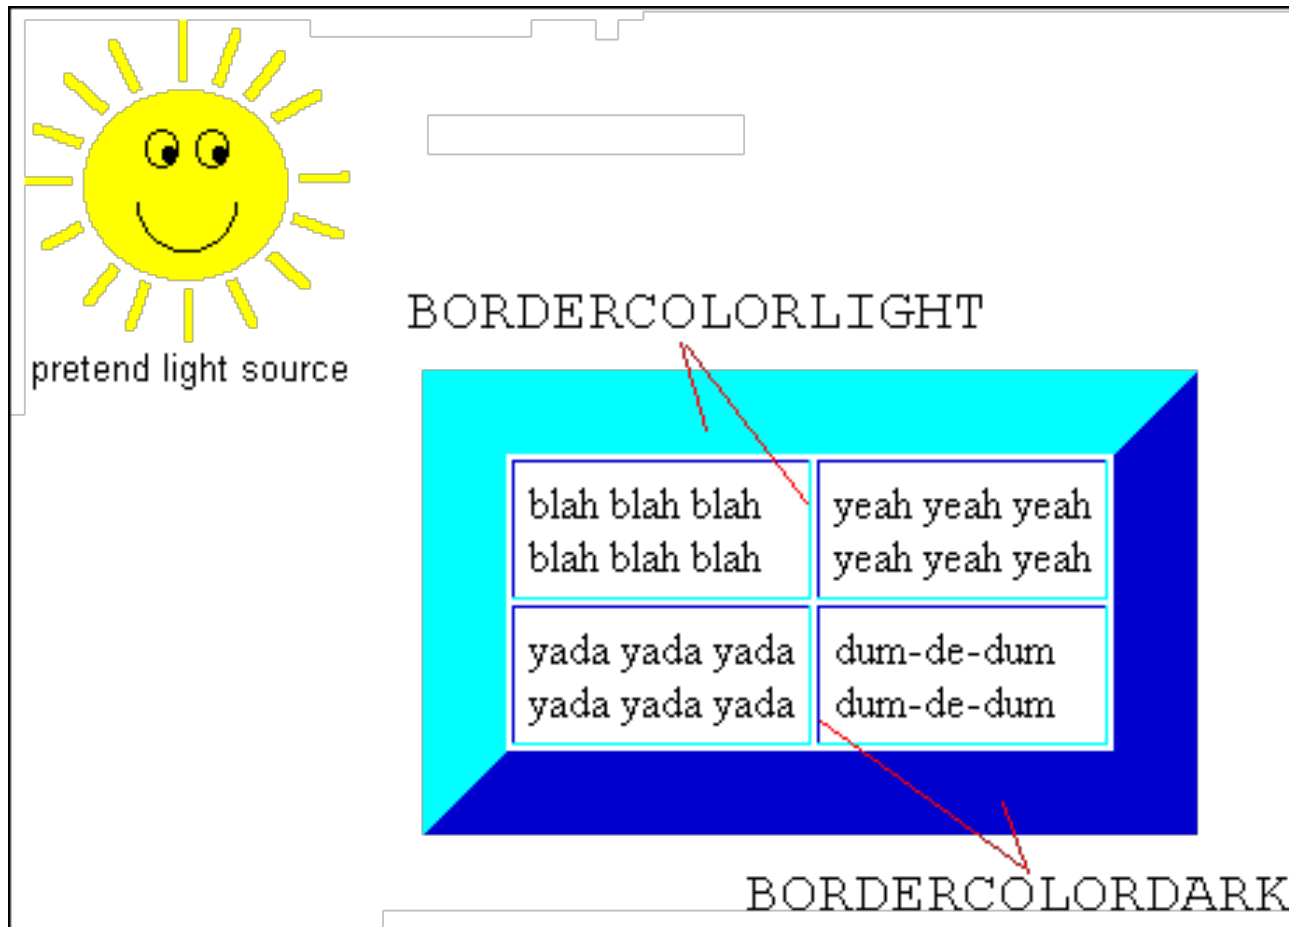 BORDERCOLORLIGHT
pretend light source
blah blah blah
blah blah blah
yeah yeah yeah
yeah yeah yeah
yada yada yada
yada yada yada
dum-de-dum
dum-de-dum
BORDERCOLORDARK